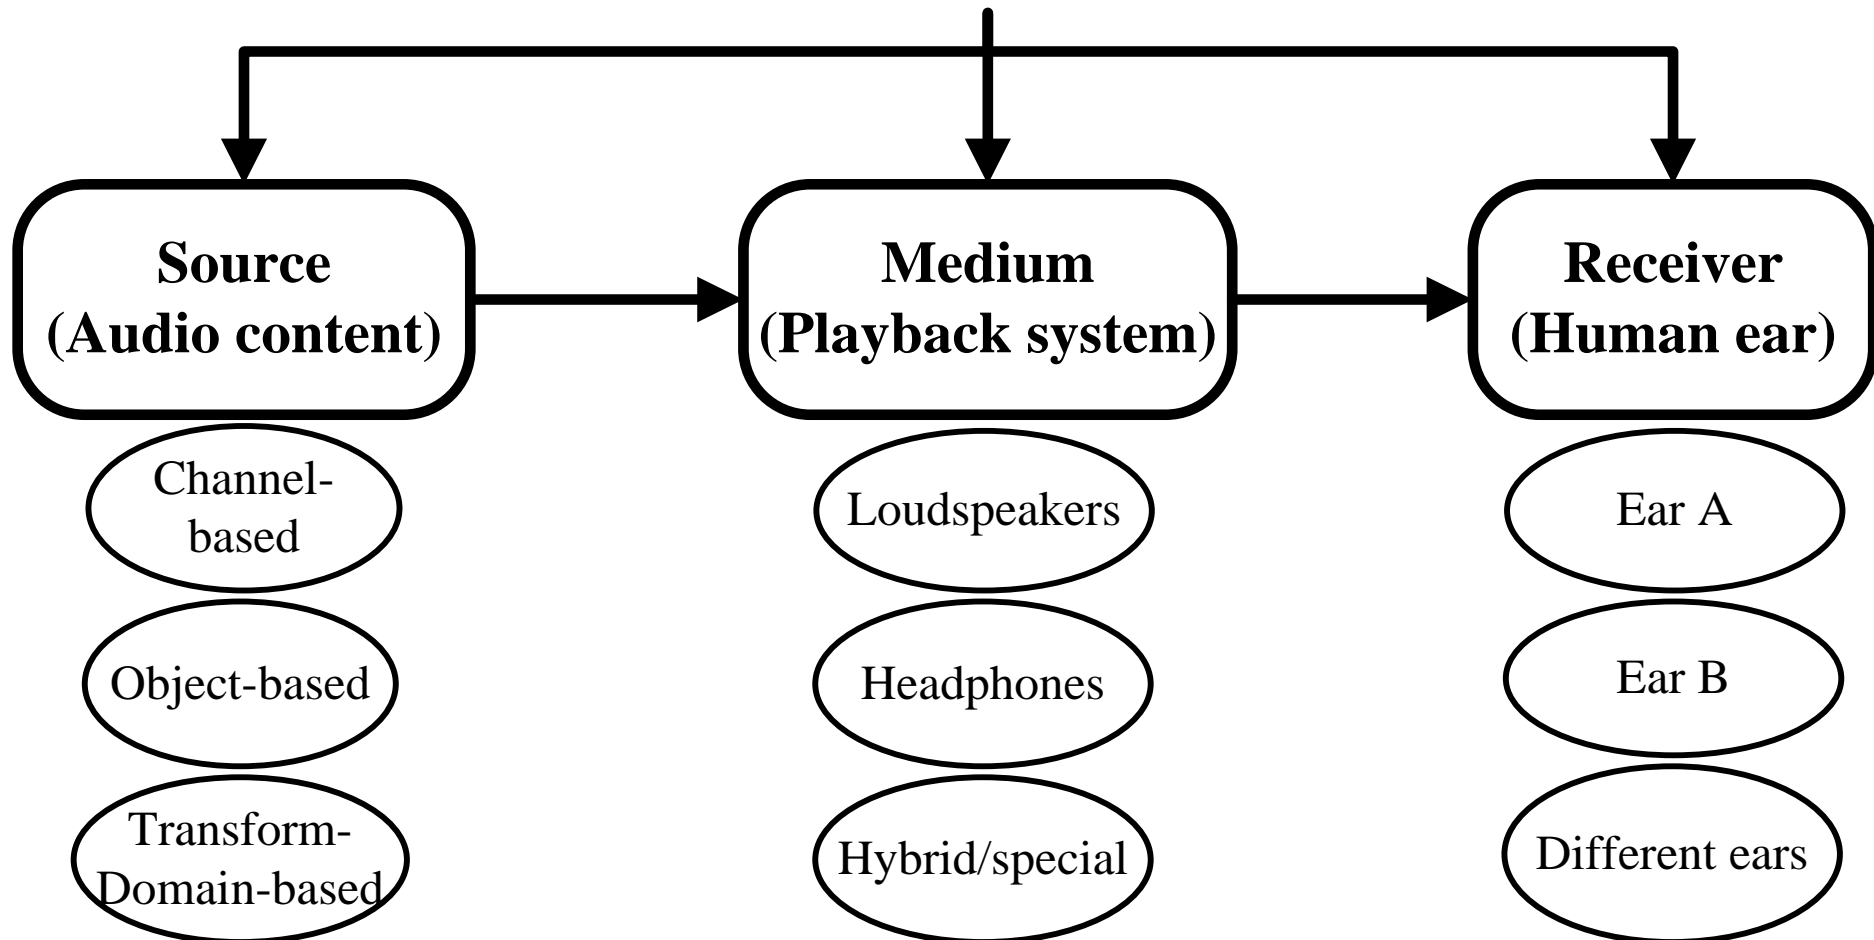 Source
(Audio content)
Medium
(Playback system)
Receiver
(Human ear)
Channel-
based
Object-based
Transform-
Domain-based
Loudspeakers
Headphones
Hybrid/special
Ear A
Ear B
Different ears